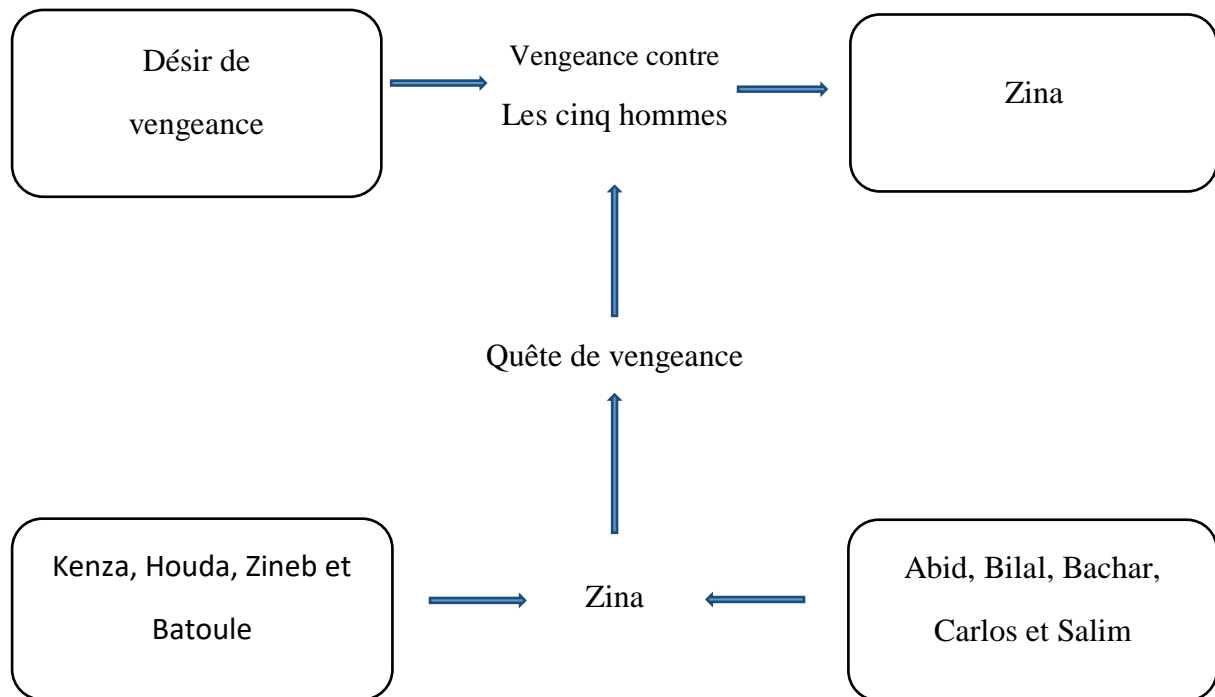 Désir de
vengeance
Vengeance contre
Les cinq hommes
Zina
Quête de vengeance
Kenza, Houda, Zineb et
Batoule
Zina
Abid, Bilal, Bachar,
Carlos et Salim